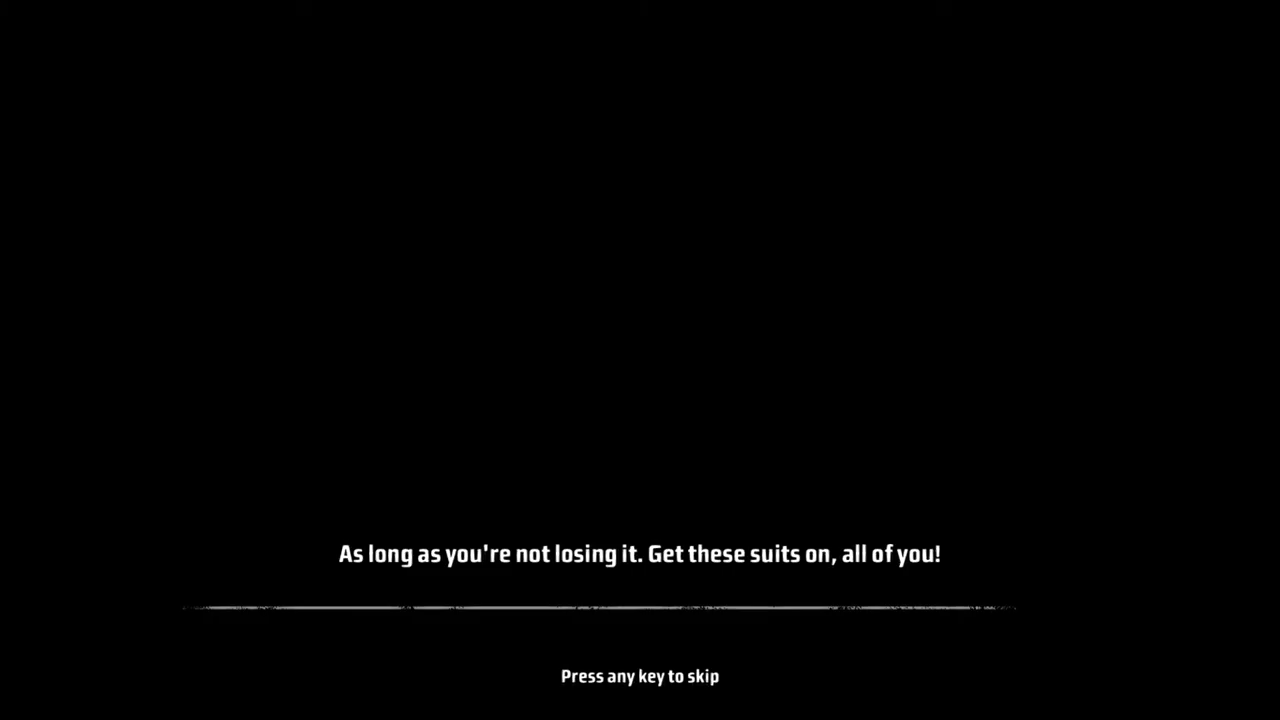 As long as you're not losing it. Get these suits on, all of you!
Press any key to skip